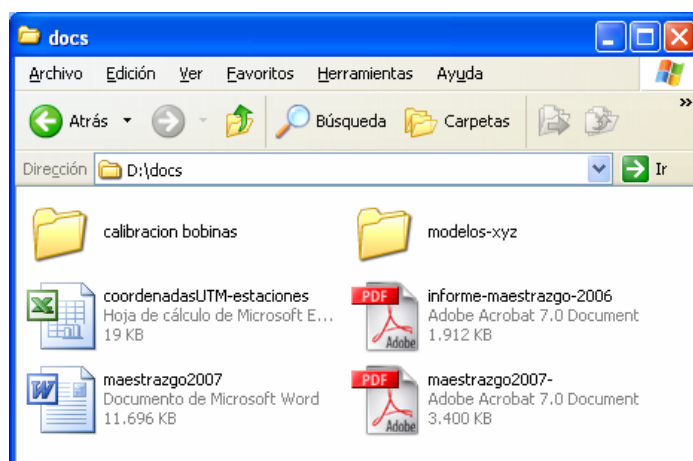 docs
Archivo Edición Ver Favoritos Herramientas Ayuda
Atrás Búsqueda Carpetas »
Dirección D:\docs Ir
calibracion bobinas
modelos-xyz
coordenadasUTM-estaciones
Hoja de cálculo de Microsoft E...
19 KB
PDF
Adobe
informe-maestrazgo-2006
Adobe Acrobat 7.0 Document
1.912 KB
maestrazgo2007
Documento de Microsoft Word
11.696 KB
PDF
Adobe
maestrazgo2007-
Adobe Acrobat 7.0 Document
3.400 KB